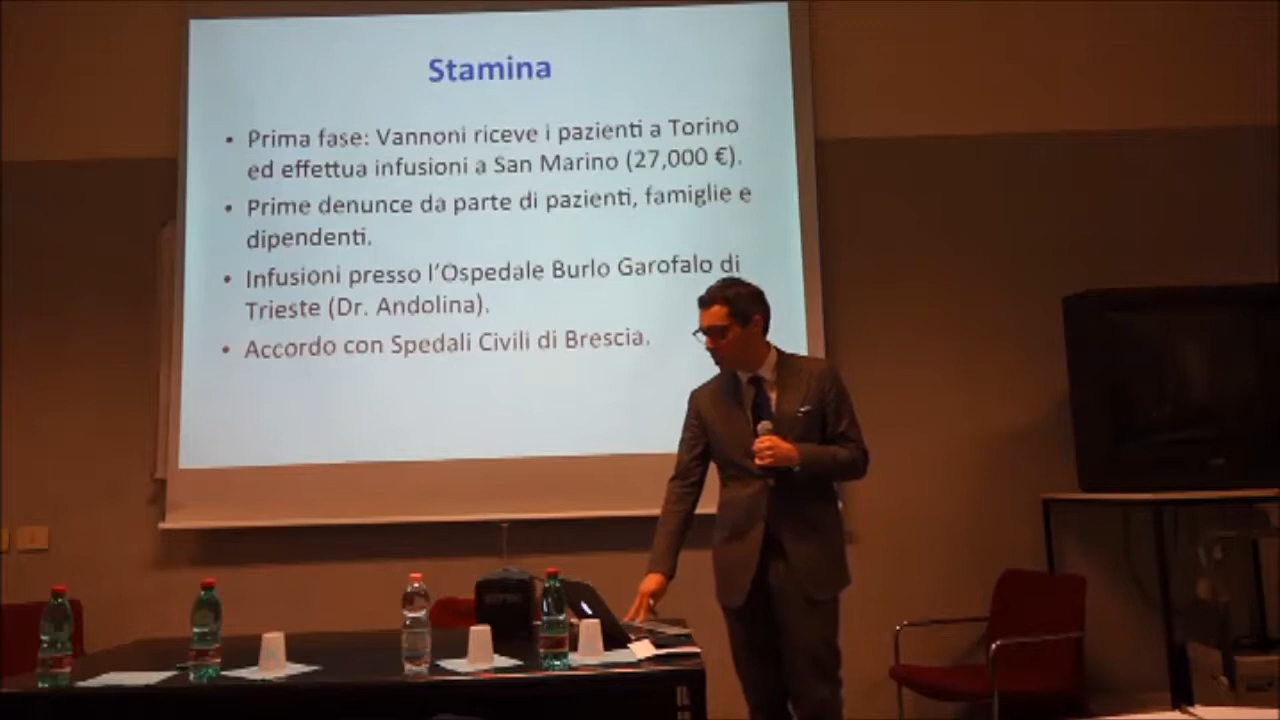 Stamina
• Prima fase: Vannoni riceve i pazienti a Torino
ed effettua infusioni a San Marino (27,000 €).
• Prime denunce da parte di pazienti, famiglie e
dipendenti.
• Infusioni presso l'Ospedale Burlo Garofalo di
Trieste (Dr. Andolina).
• Accordo con Spedali Civili di Brescia.